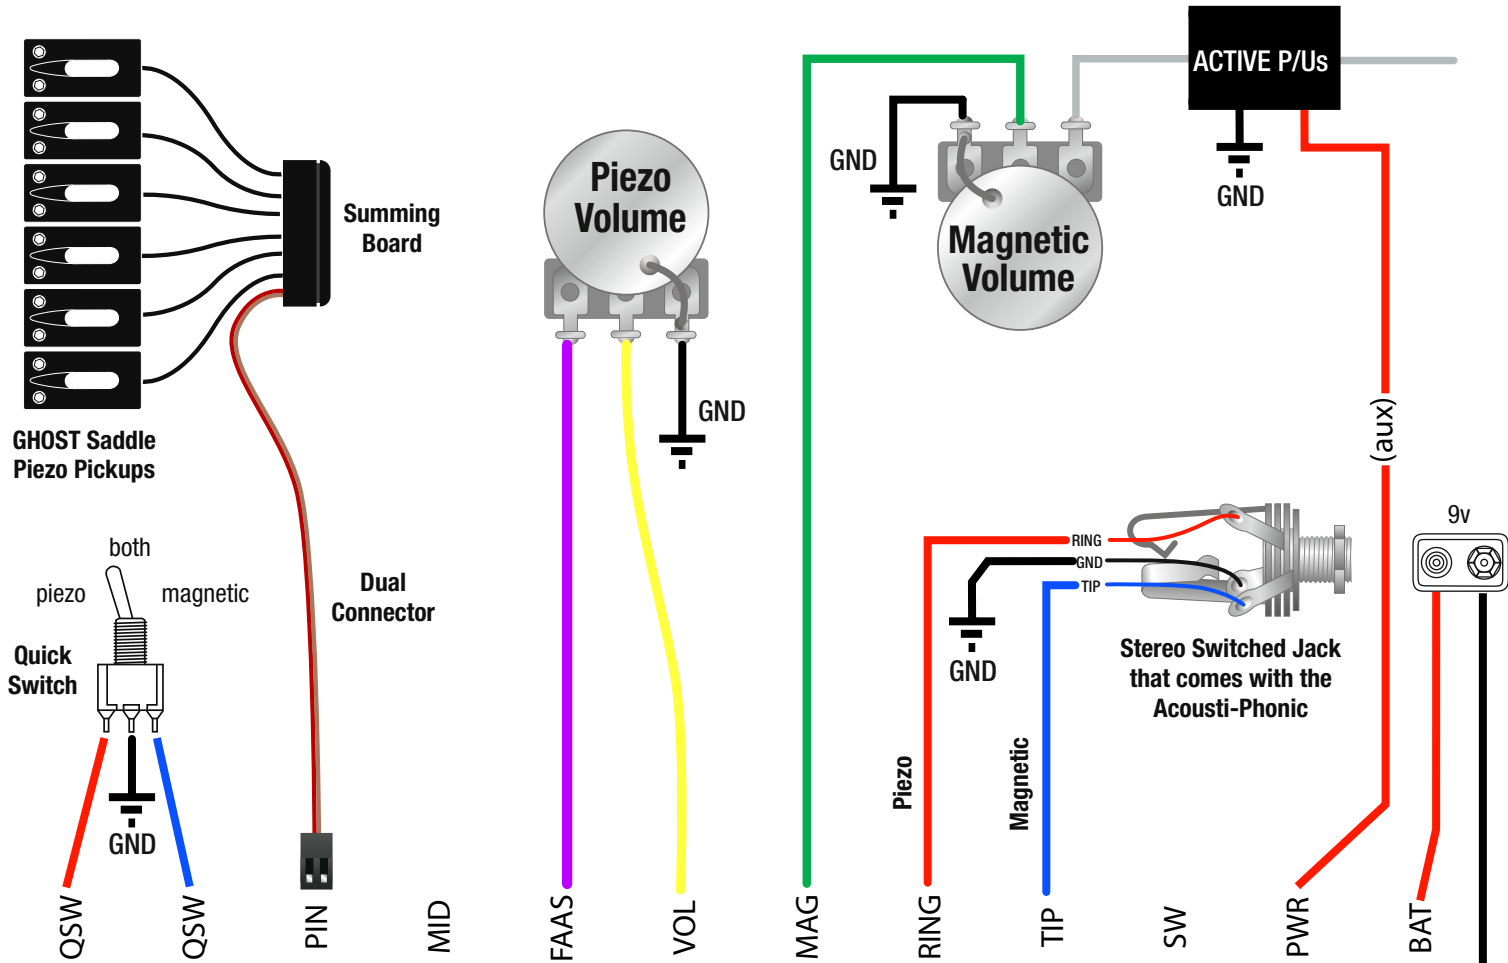 ACTIVE P/Us
GND
GND
Piezo
Volume
Magnetic
Volume
Summing
Board
GND
GHOST Saddle
Piezo Pickups
(aux)
9v
RING
GND
TIP
both
piezo
magnetic
Dual
Connector
Quick
Switch
GND
Stereo Switched Jack
that comes with the
Acousti-Phonic
Piezo
Magnetic
GND
QSW
QSW
PIN
MID
FAAS
VOL
MAG
RING
TIP
SW
PWR
BAT